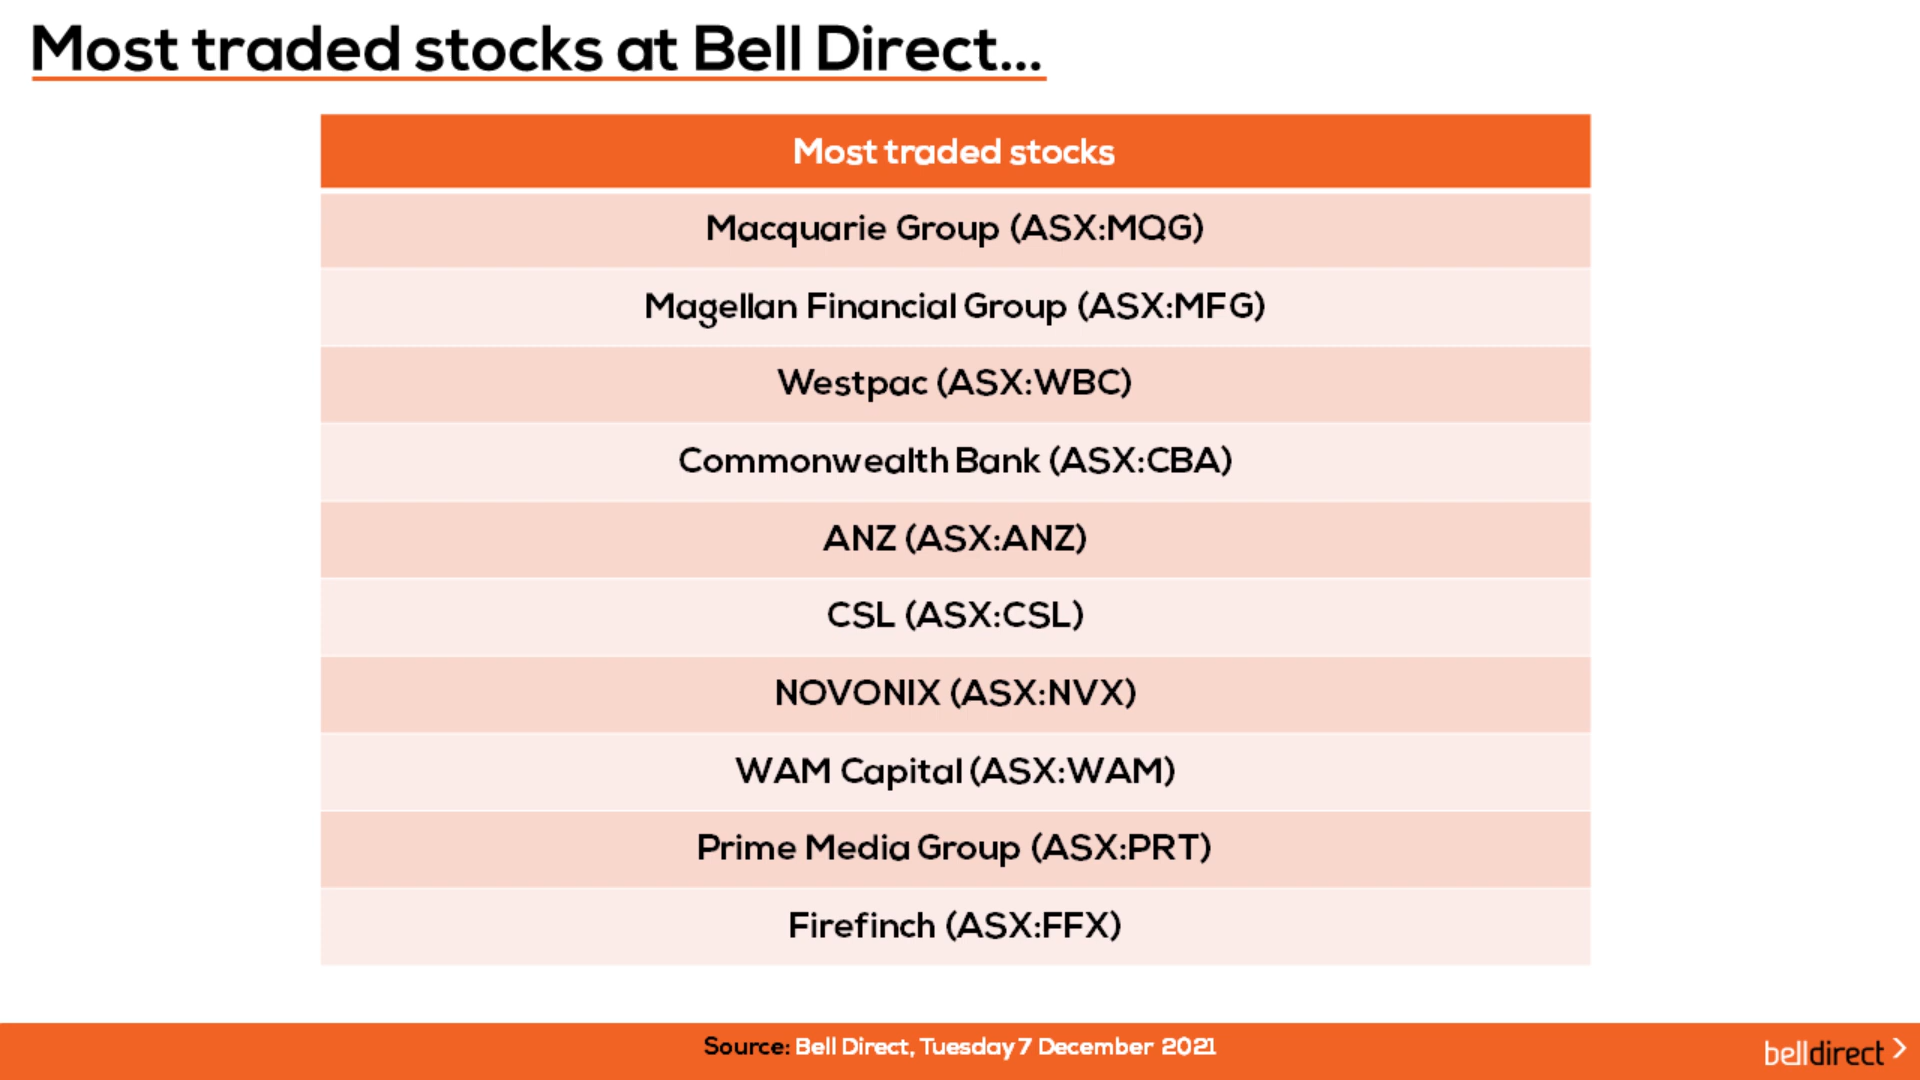 Most traded stocks at Bell Direct...
Most traded stocks
Macquarie Group (ASX:MQG)
Magellan Financial Group (ASX:MFG)
Westpac (ASX:WBC)
Commonwealth Bank (ASX:CBA)
ANZ (ASX:ANZ)
CSL (ASX:CSL)
NOVONIX (ASX:NVX)
WAM Capital (ASX:WAM)
Prime Media Group (ASX:PRT)
Firefinch (ASX:FFX)
Source: Bell Direct, Tuesday 7 December 2021
belldirect